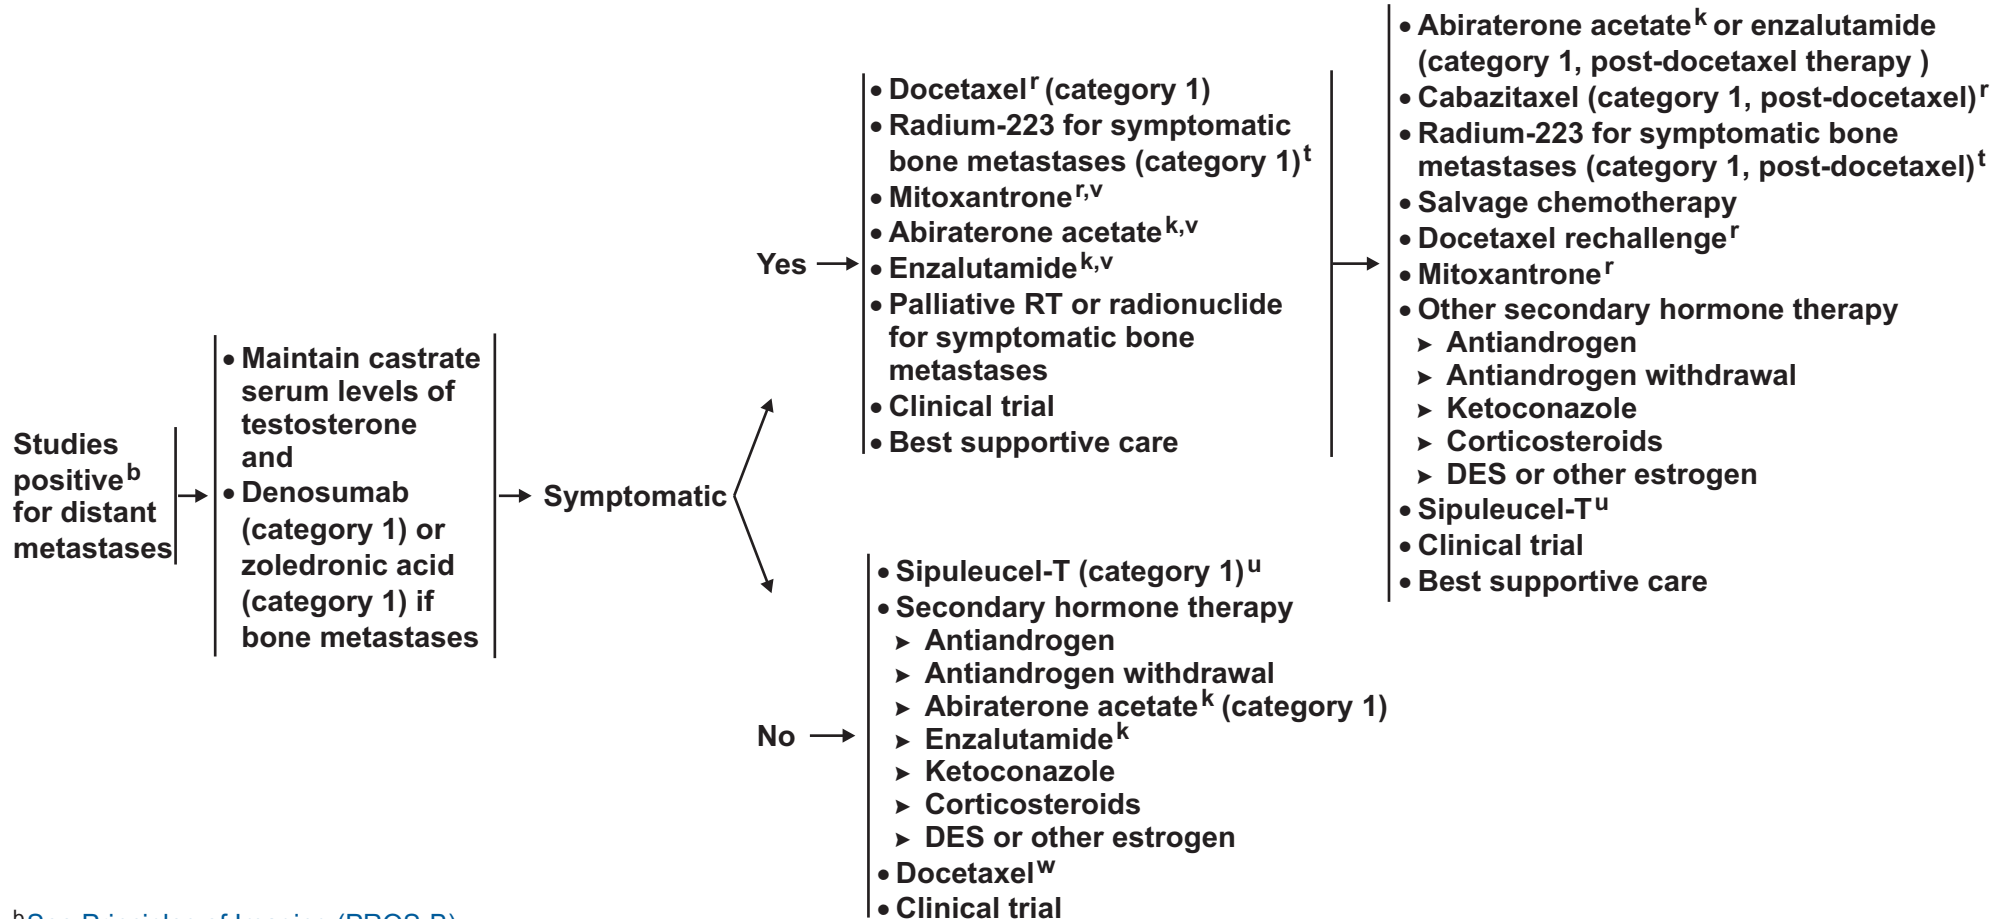 Studies
positive b
for distant
metastases
• Maintain castrate
serum levels of
testosterone
and
• Denosumab
(category 1) or
zoledronic acid
(category 1) if
bone metastases
Symptomatic
Yes
• Docetaxel r (category 1)
• Radium-223 for symptomatic
bone metastases (category 1) t
• Mitoxantrone r,v
• Abiraterone acetate k,v
• Enzalutamide k,v
• Palliative RT or radionuclide
for symptomatic bone
metastases
• Clinical trial
• Best supportive care
• Abiraterone acetate k or enzalutamide
(category 1, post-docetaxel therapy )
• Cabazitaxel (category 1, post-docetaxel) r
• Radium-223 for symptomatic bone
metastases (category 1, post-docetaxel) t
• Salvage chemotherapy
• Docetaxel rechallenge r
• Mitoxantrone r
• Other secondary hormone therapy
➤ Antiandrogen
➤ Antiandrogen withdrawal
➤ Ketoconazole
➤ Corticosteroids
➤ DES or other estrogen
• Sipuleucel-T u
• Clinical trial
• Best supportive care
No
• Sipuleucel-T (category 1) u
• Secondary hormone therapy
➤ Antiandrogen
➤ Antiandrogen withdrawal
➤ Abiraterone acetate k (category 1)
➤ Enzalutamide k
➤ Ketoconazole
➤ Corticosteroids
➤ DES or other estrogen
• Docetaxel w
• Clinical trial